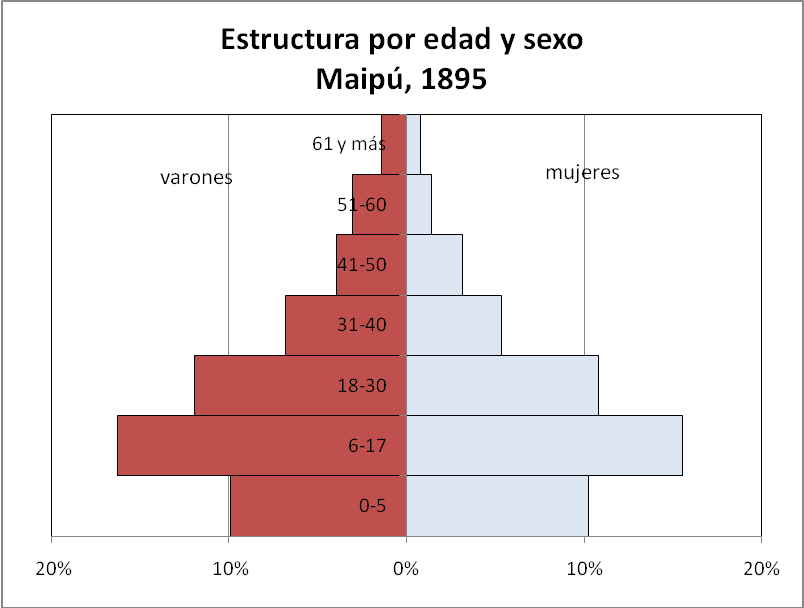 Estructura por edad y sexo
Maipú, 1895
varones
mujeres
61 y más
51-60
41-50
31-40
18-30
6-17
0-5
20% 10% 0% 10% 20%